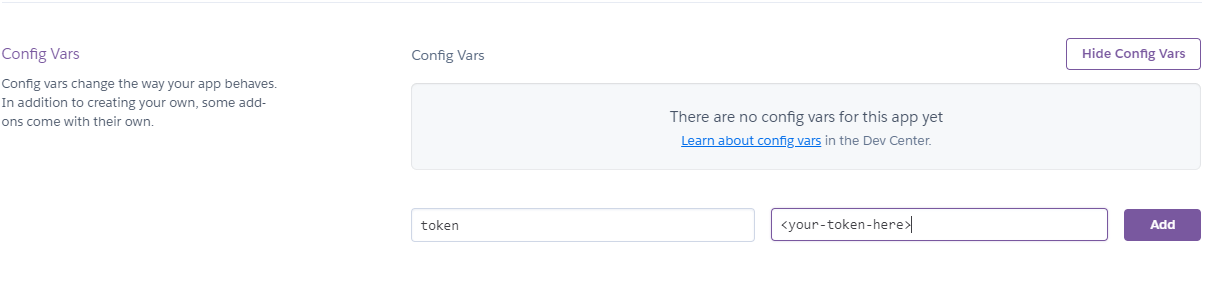 Config Vars
Config vars change the way your app behaves.
In addition to creating your own, some add-
ons come with their own.
Config Vars
Hide Config Vars
There are no config vars for this app yet
Learn about config vars in the Dev Center.
token
<your-token-here>
Add